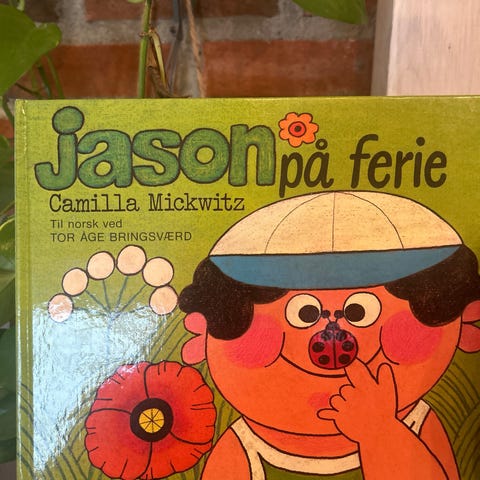 jason på ferie
Camilla Mickwitz
Til norsk ved
TOR ÅGE BRINGSVÆRD